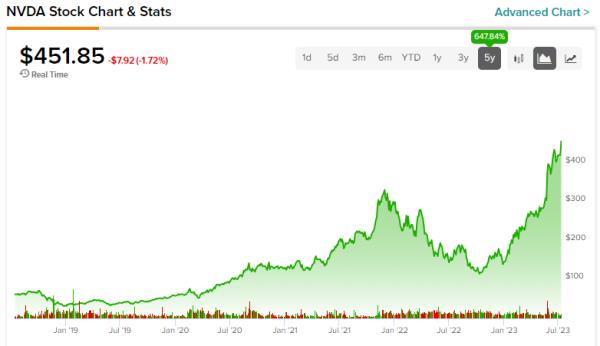 NVDA Stock Chart & Stats
Advanced Chart >
$451.85 -$7.92 (-1.72%)
Real Time
647.84%
1d 5d 3m 6m YTD 1y 3y 5y
$400
$300
$200
$100
Jan '19 Jul '19 Jan '20 Jul '20 Jan '21 Jul '21 Jan '22 Jul '22 Jan '23 Jul '23